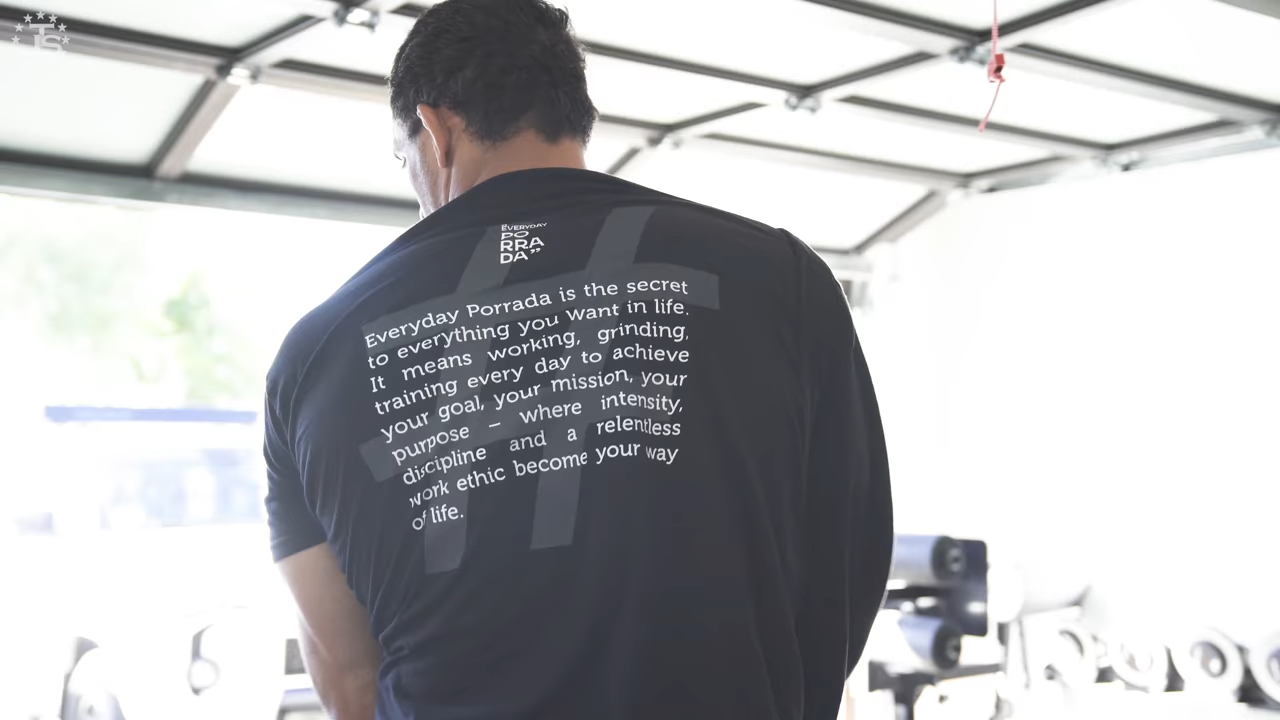 TS
EVERYDAY
PO
RRA
DA”
Everyday Porrada is the secret
to everything you want in life.
It means working, grinding,
training every day to achieve
your goal, your mission, your
purpose – where intensity,
discipline and a relentless
work ethic become your way
of life.